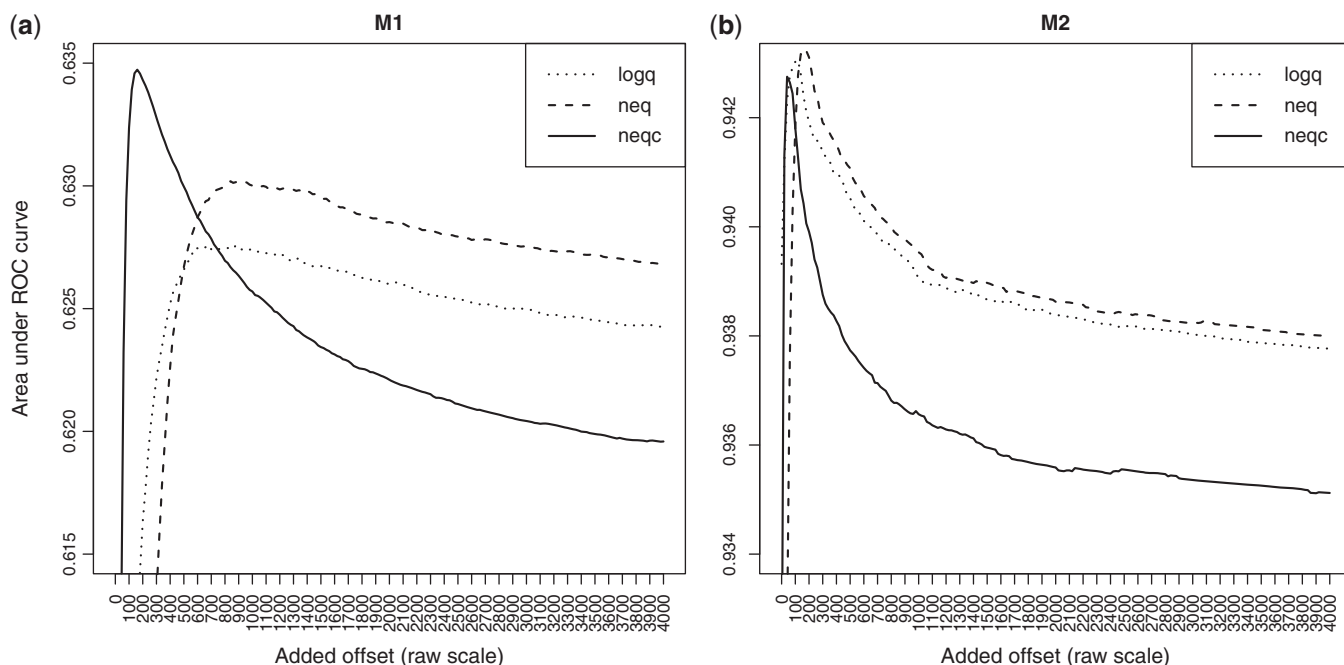 (a)
M1
Area under ROC curve
0.635
0.630
0.625
0.620
0.615
logq
neq
neqc
0 100 200 300 400 500 600 700 800 900 1000 1100 1200 1300 1400 1500 1600 1700 1800 1900 2000 2100 2200 2300 2400 2500 2600 2700 2800 2900 3000 3100 3200 3300 3400 3500 3600 3700 3800 3900 4000
Added offset (raw scale)
(b)
M2
0.942
0.940
0.938
0.936
0.934
logq
neq
neqc
0 100 200 300 400 500 600 700 800 900 1000 1100 1200 1300 1400 1500 1600 1700 1800 1900 2000 2100 2200 2300 2400 2500 2600 2700 2800 2900 3000 3100 3200 3300 3400 3500 3600 3700 3800 3900 4000
Added offset (raw scale)